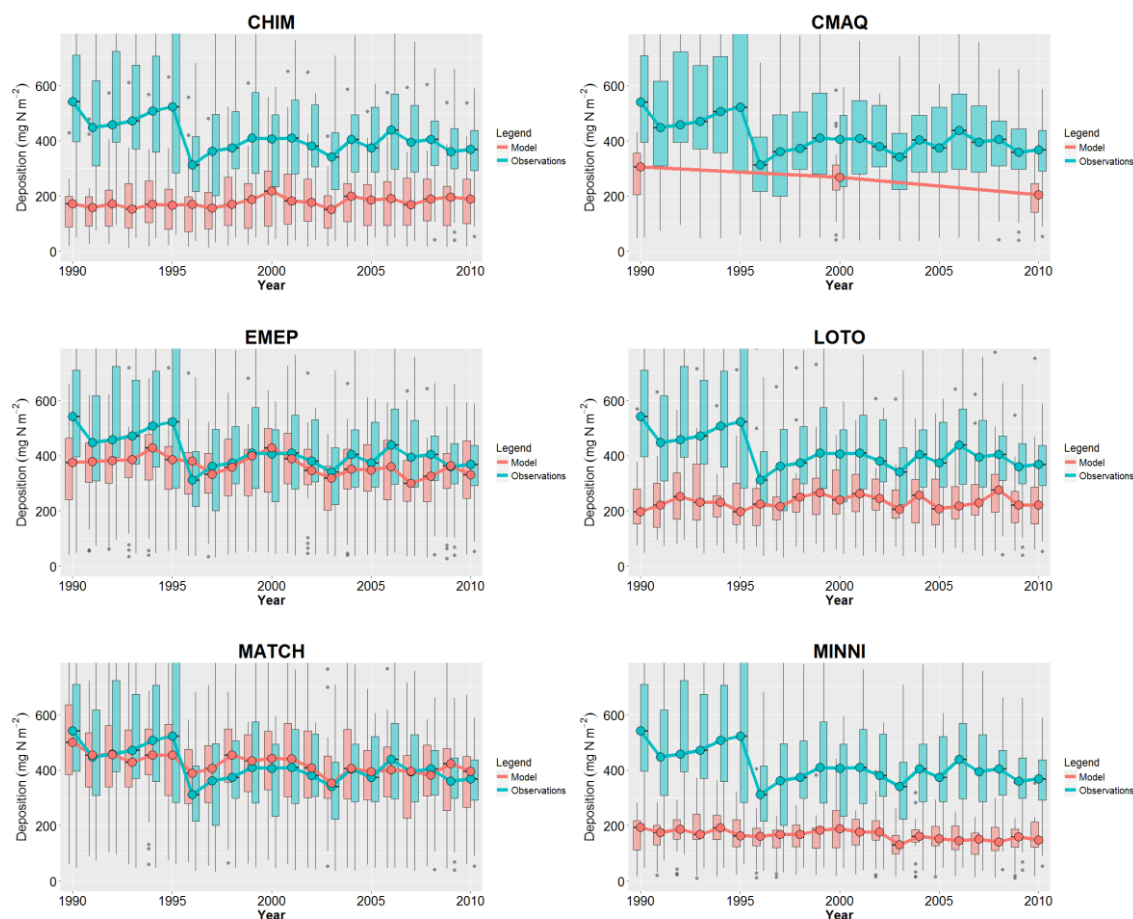 CHIM
Deposition (mg N m⁻²)
600
400
200
0
1990
1995
2000
2005
2010
Year
Legend
Model
Observations
CMAQ
Deposition (mg N m⁻²)
600
400
200
0
1990
1995
2000
2005
2010
Year
Legend
Model
Observations
EMEP
Deposition (mg N m⁻²)
600
400
200
0
1990
1995
2000
2005
2010
Year
Legend
Model
Observations
LOTO
Deposition (mg N m⁻²)
600
400
200
0
1990
1995
2000
2005
2010
Year
Legend
Model
Observations
MATCH
Deposition (mg N m⁻²)
600
400
200
0
1990
1995
2000
2005
2010
Year
Legend
Model
Observations
MINNI
Deposition (mg N m⁻²)
600
400
200
0
1990
1995
2000
2005
2010
Year
Legend
Model
Observations